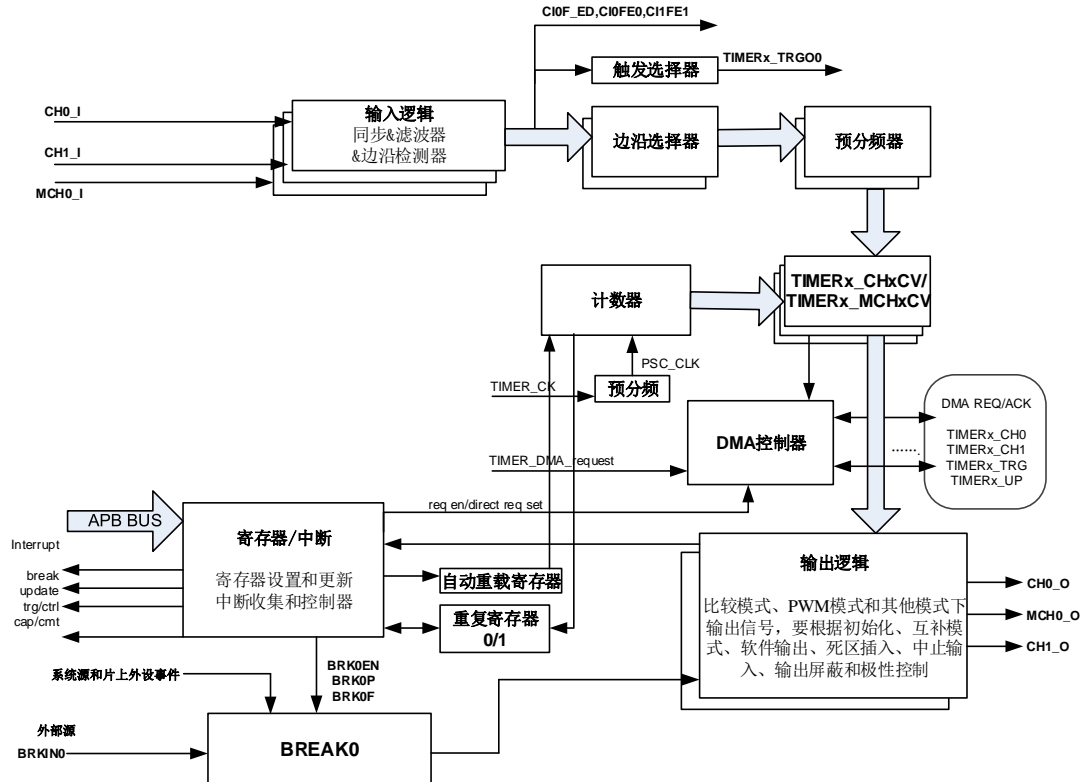 CI0F_ED,CI0FE0,CI1FE1
TIMERx_TRGO0
触发选择器
CH0_I
CH1_I
MCH0_I
输入逻辑
同步&滤波器
&边沿检测器
边沿选择器
预分频器
计数器
TIMERx_CHxCV/
TIMERx_MCHxCV
PSC_CLK
TIMER_CK
预分频
DMA控制器
TIMER_DMA_request
DMA REQ/ACK
TIMERx_CH0
TIMERx_CH1
TIMERx_TRG
TIMERx_UP
.......
req en/direct req set
APB BUS
寄存器/中断
寄存器设置和更新
中断收集和控制器
Interrupt
break
update
trg/ctrl
cap/cmt
自动重载寄存器
重复寄存器
0/1
输出逻辑
比较模式、PWM模式和其他模式下
输出信号，要根据初始化、互补模
式、软件输出、死区插入、中止输
入、输出屏蔽和极性控制
CH0_O
MCH0_O
CH1_O
系统源和片上外设事件
BRK0EN
BRK0P
BRK0F
外部源
BRKIN0
BREAK0